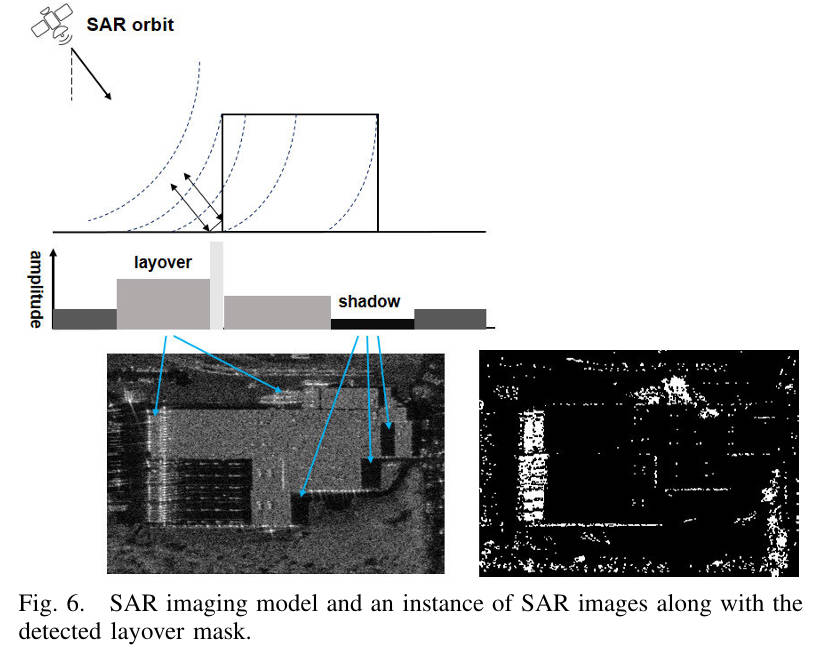 SAR orbit
amplitude
layover
shadow
Fig. 6. SAR imaging model and an instance of SAR images along with the
detected layover mask.